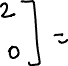 2
0 ] =